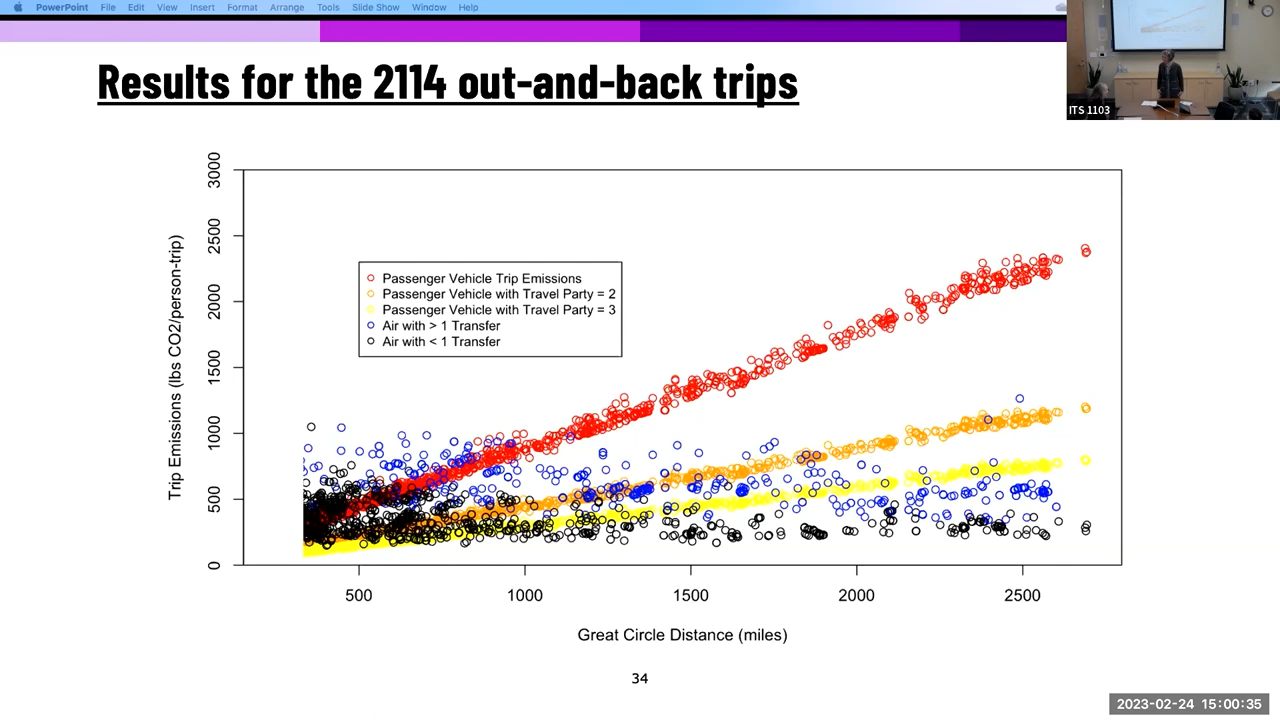 PowerPoint File Edit View Insert Format Arrange Tools Slide Show Window Help
ITS 1103
Results for the 2114 out-and-back trips
Trip Emissions (lbs CO2/person-trip)
3000
2500
2000
1500
1000
500
0
Passenger Vehicle Trip Emissions
Passenger Vehicle with Travel Party = 2
Passenger Vehicle with Travel Party = 3
Air with > 1 Transfer
Air with < 1 Transfer
500 1000 1500 2000 2500
Great Circle Distance (miles)
34
2023-02-24 15:00:35